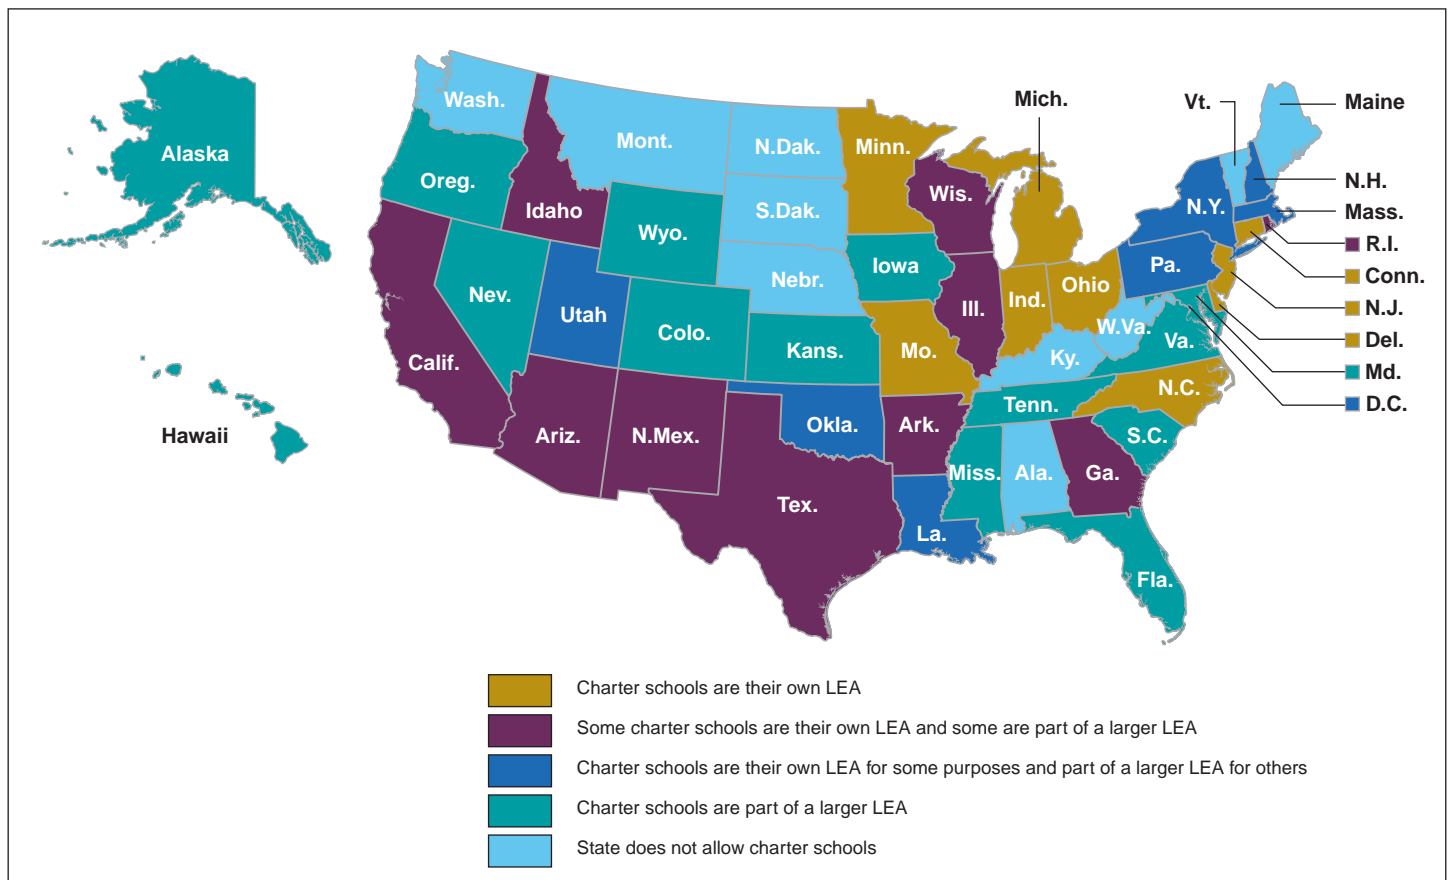 Alaska
Hawaii
Wash.
Oreg.
Calif.
Nev.
Idaho
Mont.
Wyo.
Utah
Colo.
Ariz.
N.Mex.
N.Dak.
S.Dak.
Nebr.
Kans.
Okla.
Tex.
Minn.
Iowa
Mo.
Ark.
La.
Wis.
Ill.
Mich.
Ind.
Ohio
Ky.
Tenn.
Miss.
Ala.
Ga.
Fla.
S.C.
N.C.
Va.
W.Va.
Pa.
N.Y.
Vt.
Maine
N.H.
Mass.
R.I.
Conn.
N.J.
Del.
Md.
D.C.
Charter schools are their own LEA
Some charter schools are their own LEA and some are part of a larger LEA
Charter schools are their own LEA for some purposes and part of a larger LEA for others
Charter schools are part of a larger LEA
State does not allow charter schools